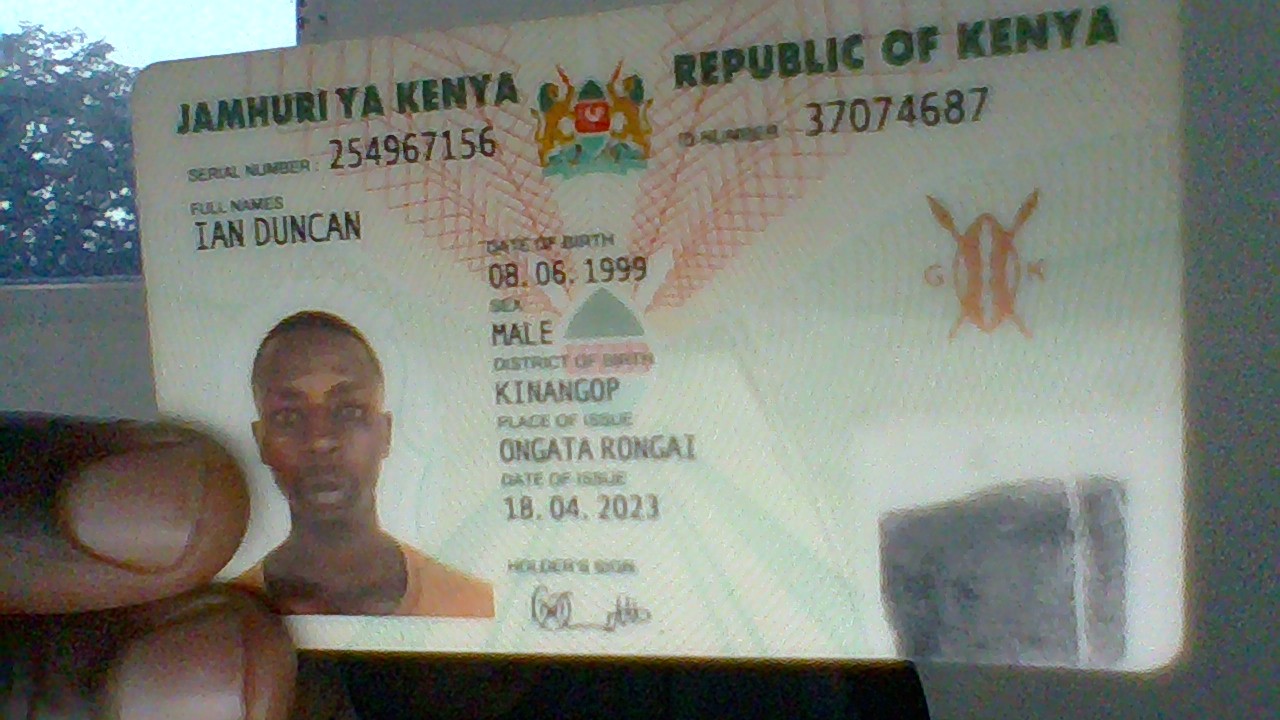 JAMHURI YA KENYA
REPUBLIC OF KENYA
SERIAL NUMBER : 254967156
ID NUMBER 37074687
FULL NAMES
IAN DUNCAN
DATE OF BIRTH
08. 06. 1999
SEX
MALE
DISTRICT OF BIRTH
KINANGOP
PLACE OF ISSUE
ONGATA RONGAI
DATE OF ISSUE
18. 04. 2023
HOLDER'S SIGN
G K